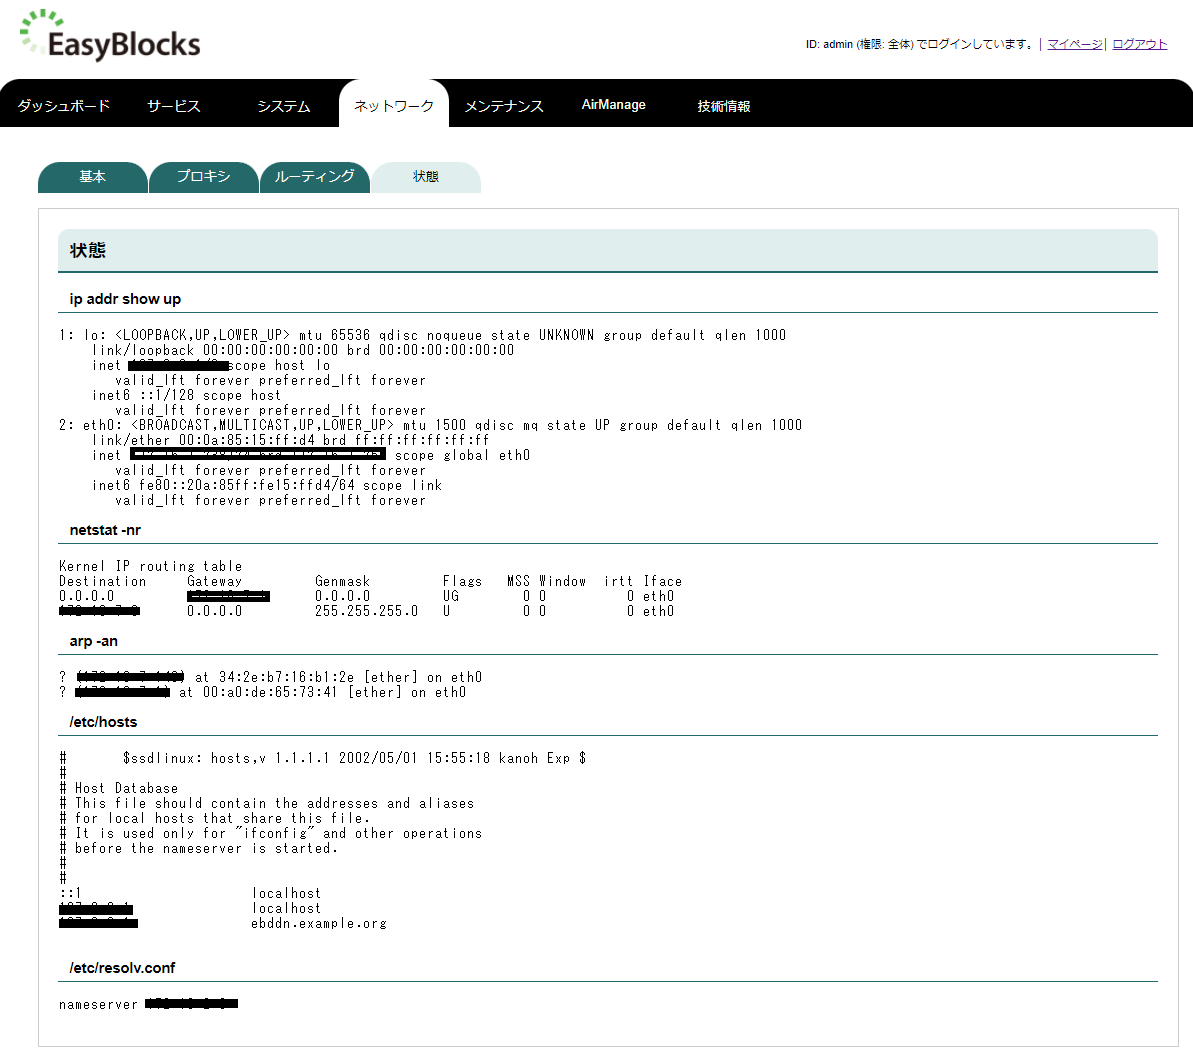 EasyBlocks
ID: admin (権限: 全体) でログインしています。| マイページ| ログアウト
ダッシュボード サービス システム ネットワーク メンテナンス AirManage 技術情報
基本 プロキシ ルーティング 状態
状態
ip addr show up
1: lo: <LOOPBACK,UP,LOWER_UP> mtu 65536 qdisc noqueue state UNKNOWN group default qlen 1000
link/loopback 00:00:00:00:00:00 brd 00:00:00:00:00:00
inet scope host lo
valid_lft forever preferred_lft forever
inet6 ::1/128 scope host
valid_lft forever preferred_lft forever
2: eth0: <BROADCAST,MULTICAST,UP,LOWER_UP> mtu 1500 qdisc mq state UP group default qlen 1000
link/ether 00:0a:85:15:ff:d4 brd ff:ff:ff:ff:ff:ff
inet scope global eth0
valid_lft forever preferred_lft forever
inet6 fe80::20a:85ff:fe15:ffd4/64 scope link
valid_lft forever preferred_lft forever
netstat -nr
Kernel IP routing table
Destination Gateway Genmask Flags MSS Window irtt Iface
0.0.0.0 0.0.0.0 UG 0 0 0 eth0
0.0.0.0 255.255.255.0 U 0 0 0 eth0
arp -an
? at 34:2e:b7:16:b1:2e [ether] on eth0
? at 00:a0:de:65:73:41 [ether] on eth0
/etc/hosts
# $ssdlinux: hosts,v 1.1.1.1 2002/05/01 15:55:18 kanoh Exp $
#
# Host Database
# This file should contain the addresses and aliases
# for local hosts that share this file.
# It is used only for "ifconfig" and other operations
# before the nameserver is started.
#
#
::1 localhost
localhost
ebddn.example.org
/etc/resolv.conf
nameserver